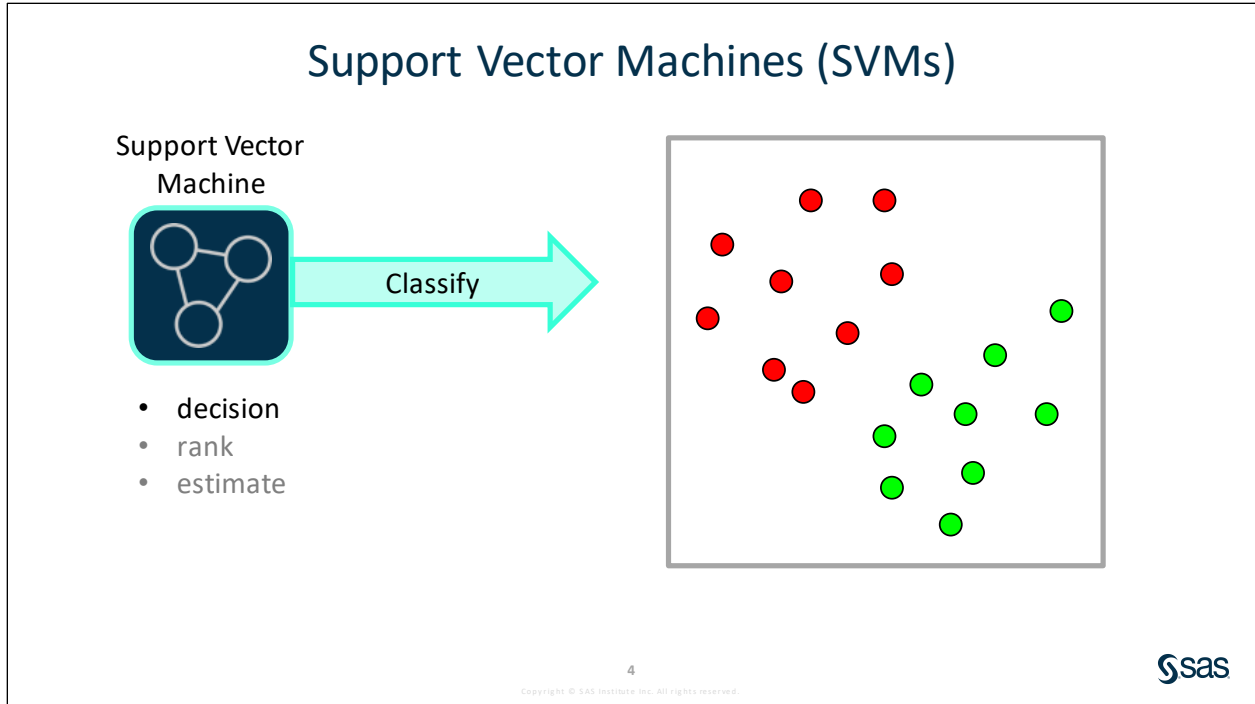 Support Vector Machines (SVMs)
Support Vector
Machine
Classify
• decision
• rank
• estimate
4
Copyright © SAS Institute Inc. All rights reserved.
sas